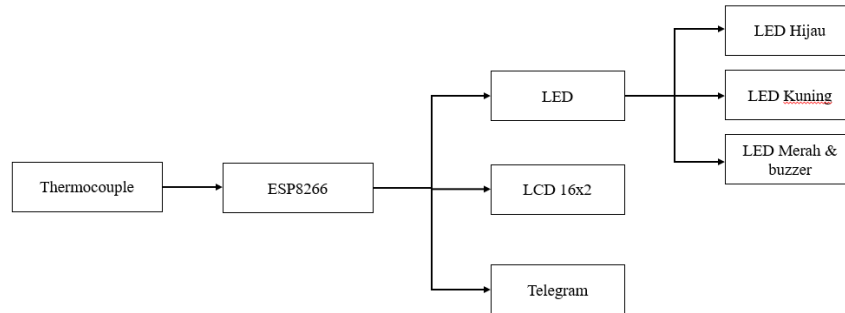 LED Hijau
LED
LED Kuning
LED Merah &
buzzer
Thermocouple
ESP8266
LCD 16x2
Telegram